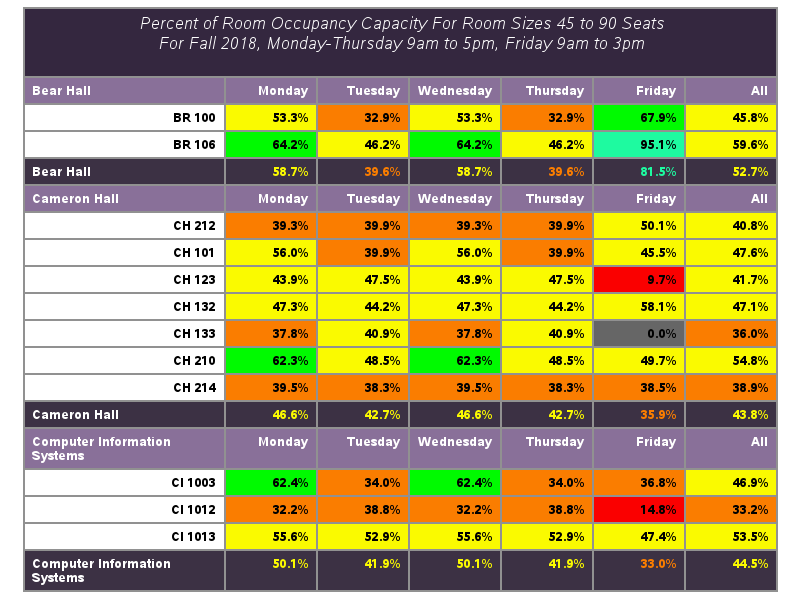 Percent of Room Occupancy Capacity For Room Sizes 45 to 90 Seats
For Fall 2018, Monday-Thursday 9am to 5pm, Friday 9am to 3pm
Bear Hall Monday Tuesday Wednesday Thursday Friday All
BR 100 53.3% 32.9% 53.3% 32.9% 67.9% 45.8%
BR 106 64.2% 46.2% 64.2% 46.2% 95.1% 59.6%
Bear Hall 58.7% 39.6% 58.7% 39.6% 81.5% 52.7%
Cameron Hall Monday Tuesday Wednesday Thursday Friday All
CH 212 39.3% 39.9% 39.3% 39.9% 50.1% 40.8%
CH 101 56.0% 39.9% 56.0% 39.9% 45.5% 47.6%
CH 123 43.9% 47.5% 43.9% 47.5% 9.7% 41.7%
CH 132 47.3% 44.2% 47.3% 44.2% 58.1% 47.1%
CH 133 37.8% 40.9% 37.8% 40.9% 0.0% 36.0%
CH 210 62.3% 48.5% 62.3% 48.5% 49.7% 54.8%
CH 214 39.5% 38.3% 39.5% 38.3% 38.5% 38.9%
Cameron Hall 46.6% 42.7% 46.6% 42.7% 35.9% 43.8%
Computer Information Monday Tuesday Wednesday Thursday Friday All
Systems
CI 1003 62.4% 34.0% 62.4% 34.0% 36.8% 46.9%
CI 1012 32.2% 38.8% 32.2% 38.8% 14.8% 33.2%
CI 1013 55.6% 52.9% 55.6% 52.9% 47.4% 53.5%
Computer Information 50.1% 41.9% 50.1% 41.9% 33.0% 44.5%
Systems